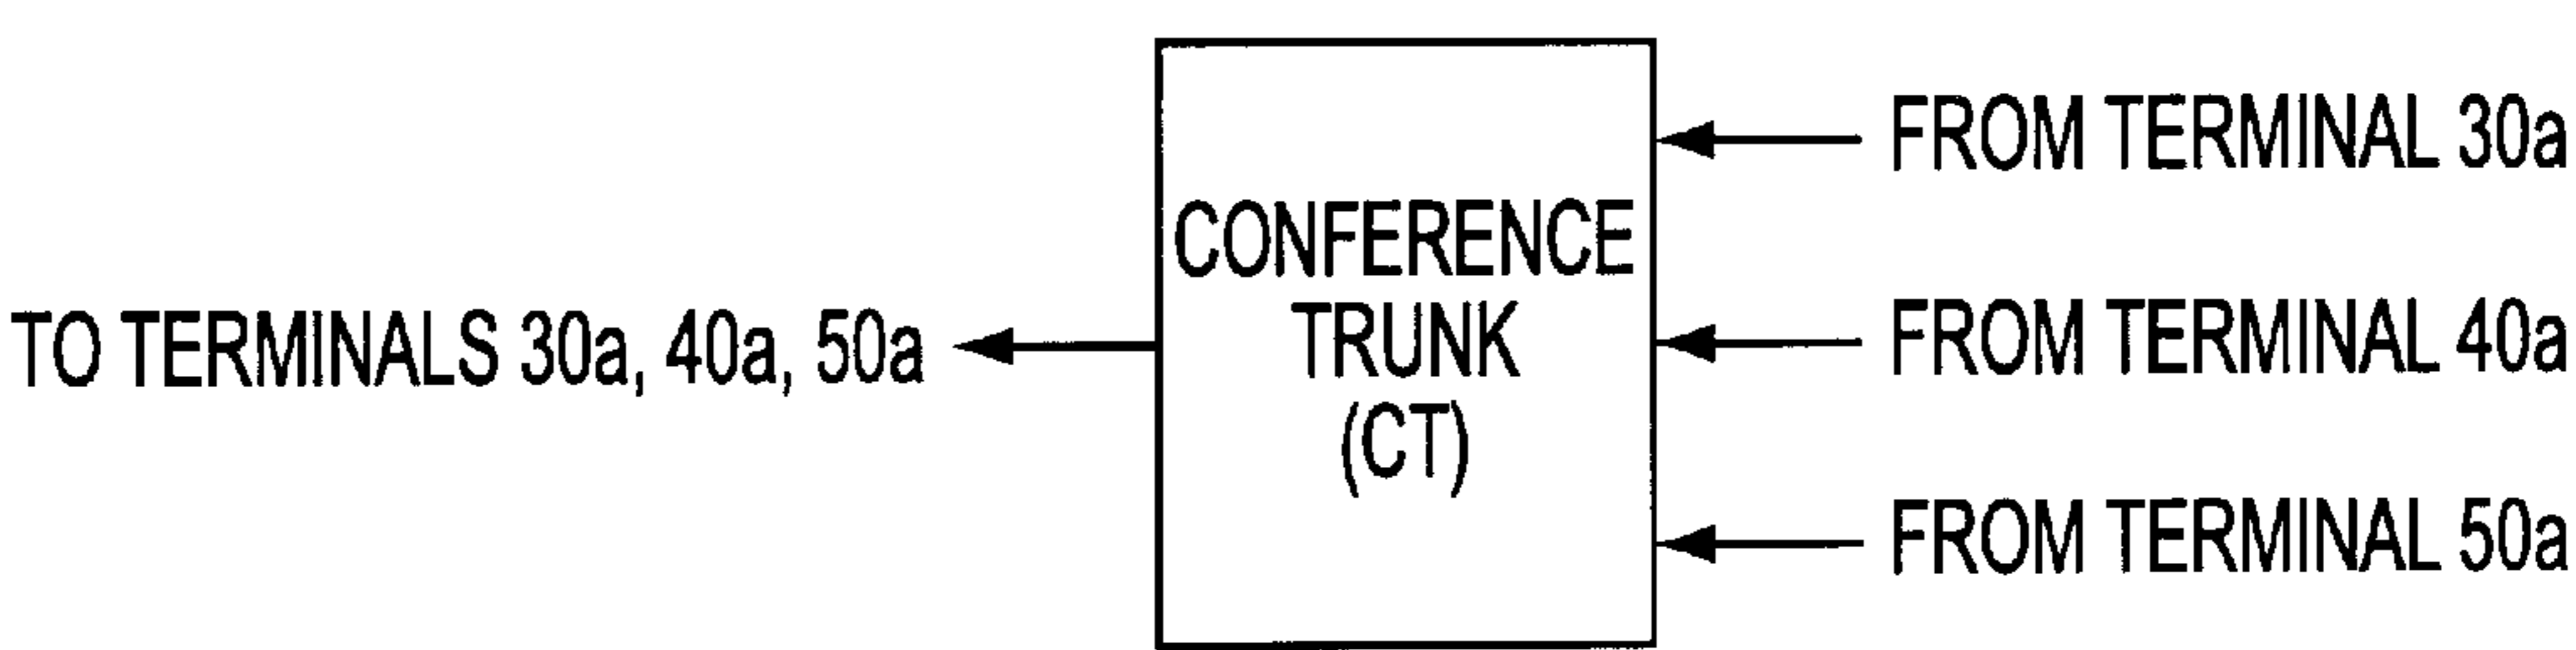 FROM TERMINAL 30a
CONFERENCE
TRUNK
(CT)
TO TERMINALS 30a, 40a, 50a
FROM TERMINAL 40a
FROM TERMINAL 50a